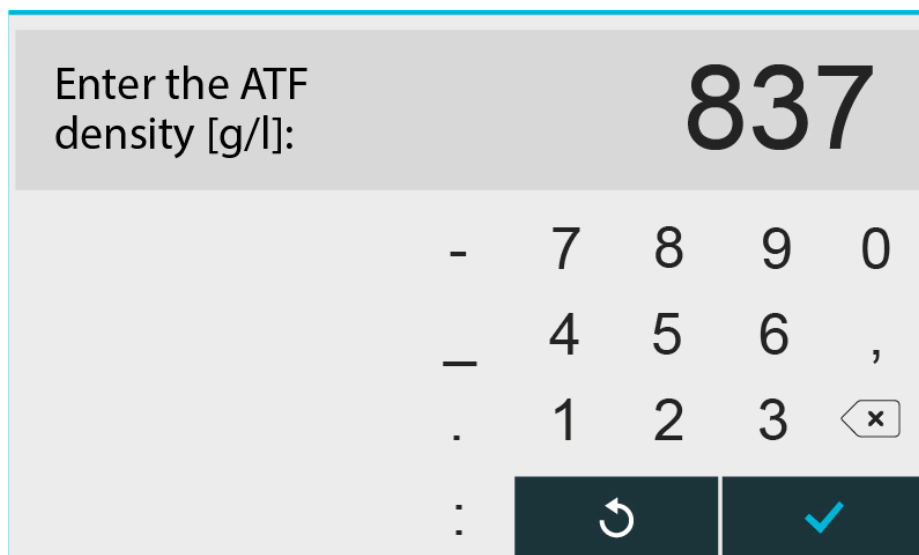 Enter the ATF
density [g/l]:
837
- 7 8 9 0
_ 4 5 6 ,
. 1 2 3
: